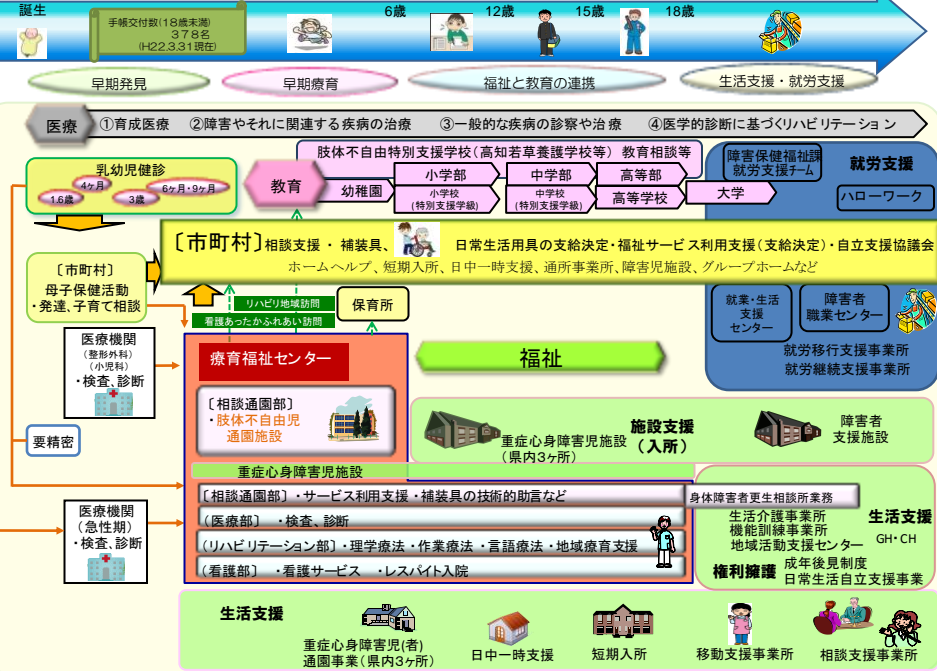 誕生
6歳
12歳
15歳
18歳
手帳交付数(18歳未満)
378名
(H22.3.31現在)
早期発見
早期療育
福祉と教育の連携
生活支援・就労支援
医療
①育成医療 ②障害やそれに関連する疾病の治療 ③一般的な疾病の診察や治療 ④医学的診断に基づくリハビリテーション
乳幼児健診
4ヶ月
6ヶ月・9ヶ月
1.6歳
3歳
教育
肢体不自由特別支援学校(高知若草養護学校等) 教育相談等
幼稚園
小学部
中学部
高等部
小学校
(特別支援学級)
中学校
(特別支援学級)
高等学校
大学
障害保健福祉課
就労支援チーム
就労支援
ハローワーク
〔市町村〕相談支援・補装具、 日常生活用具の支給決定・福祉サービス利用支援(支給決定)・自立支援協議会
ホームヘルプ、短期入所、日中一時支援、通所事業所、障害児施設、グループホームなど
〔市町村〕
母子保健活動
・発達、子育て相談
リハビリ地域訪問
看護あったかふれあい訪問
保育所
就業・生活
支援
センター
障害者
職業センター
就労移行支援事業所
就労継続支援事業所
医療機関
(整形外科)
(小児科)
・検査、診断
療育福祉センター
福祉
〔相談通園部〕
・肢体不自由児
通園施設
要精密
重症心身障害児施設
(県内3ヶ所)
施設支援
(入所)
障害者
支援施設
重症心身障害児施設
〔相談通園部〕・サービス利用支援・補装具の技術的助言など
身体障害者更生相談所業務
(医療部) ・検査、診断
(リハビリテーション部)・理学療法・作業療法・言語療法・地域療育支援
(看護部) ・看護サービス ・レスパイト入院
医療機関
(急性期)
・検査、診断
生活介護事業所
機能訓練事業所
地域活動支援センター
生活支援
GH・CH
権利擁護
成年後見制度
日常生活自立支援事業
生活支援
重症心身障害児(者)
通園事業(県内3ヶ所)
日中一時支援
短期入所
移動支援事業所
相談支援事業所